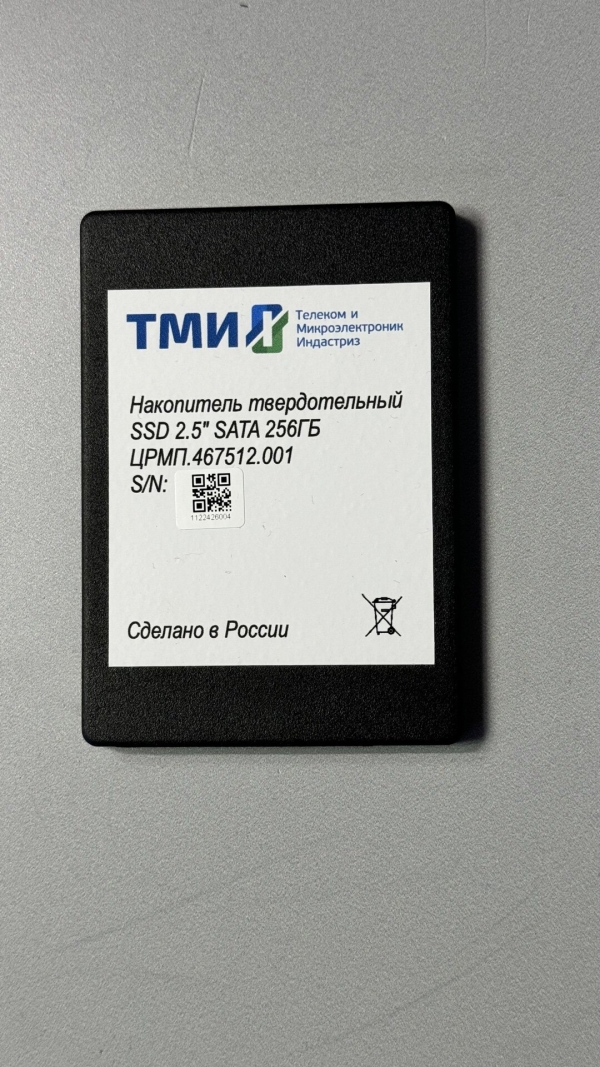 ТМИ
Телеком и
Микроэлектроник
Индастриз
Накопитель твердотельный
SSD 2.5" SATA 256ГБ
ЦРМП.467512.001
S/N:
1122426004
Сделано в России